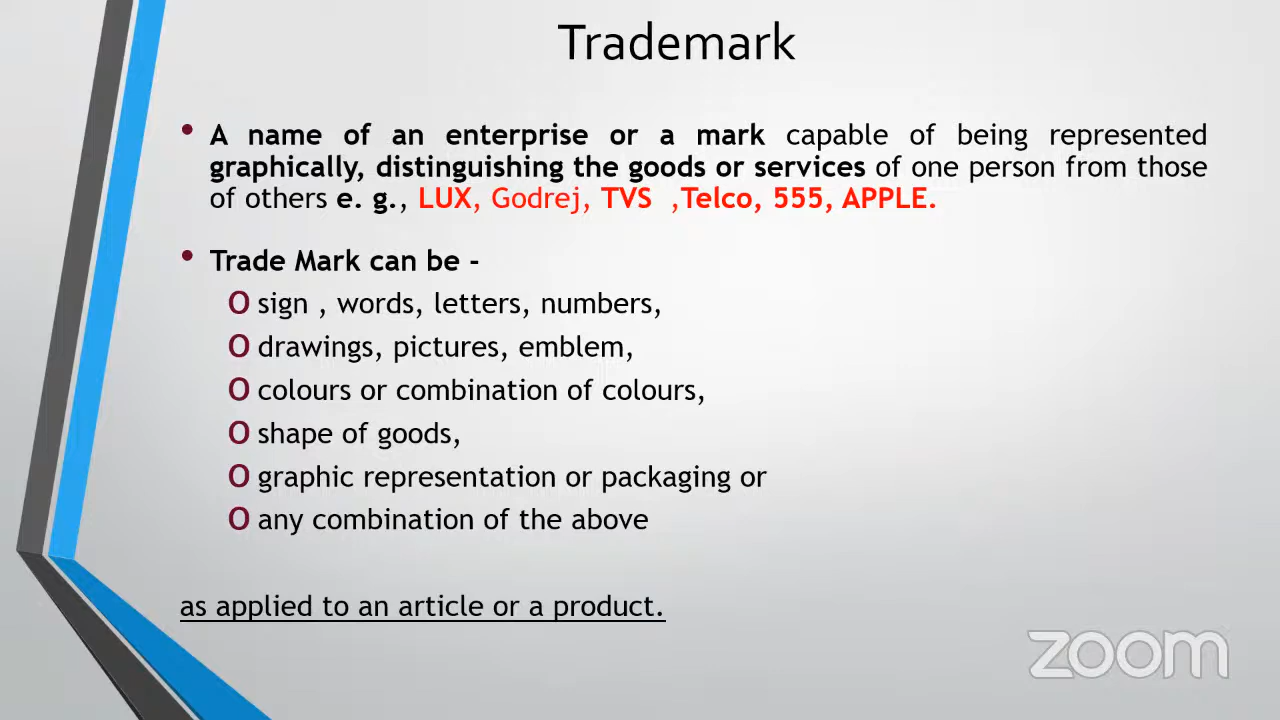 Trademark
• A name of an enterprise or a mark capable of being represented
graphically, distinguishing the goods or services of one person from those
of others e. g., LUX, Godrej, TVS ,Telco, 555, APPLE.
• Trade Mark can be -
O sign , words, letters, numbers,
O drawings, pictures, emblem,
O colours or combination of colours,
O shape of goods,
O graphic representation or packaging or
O any combination of the above
as applied to an article or a product.
zoom